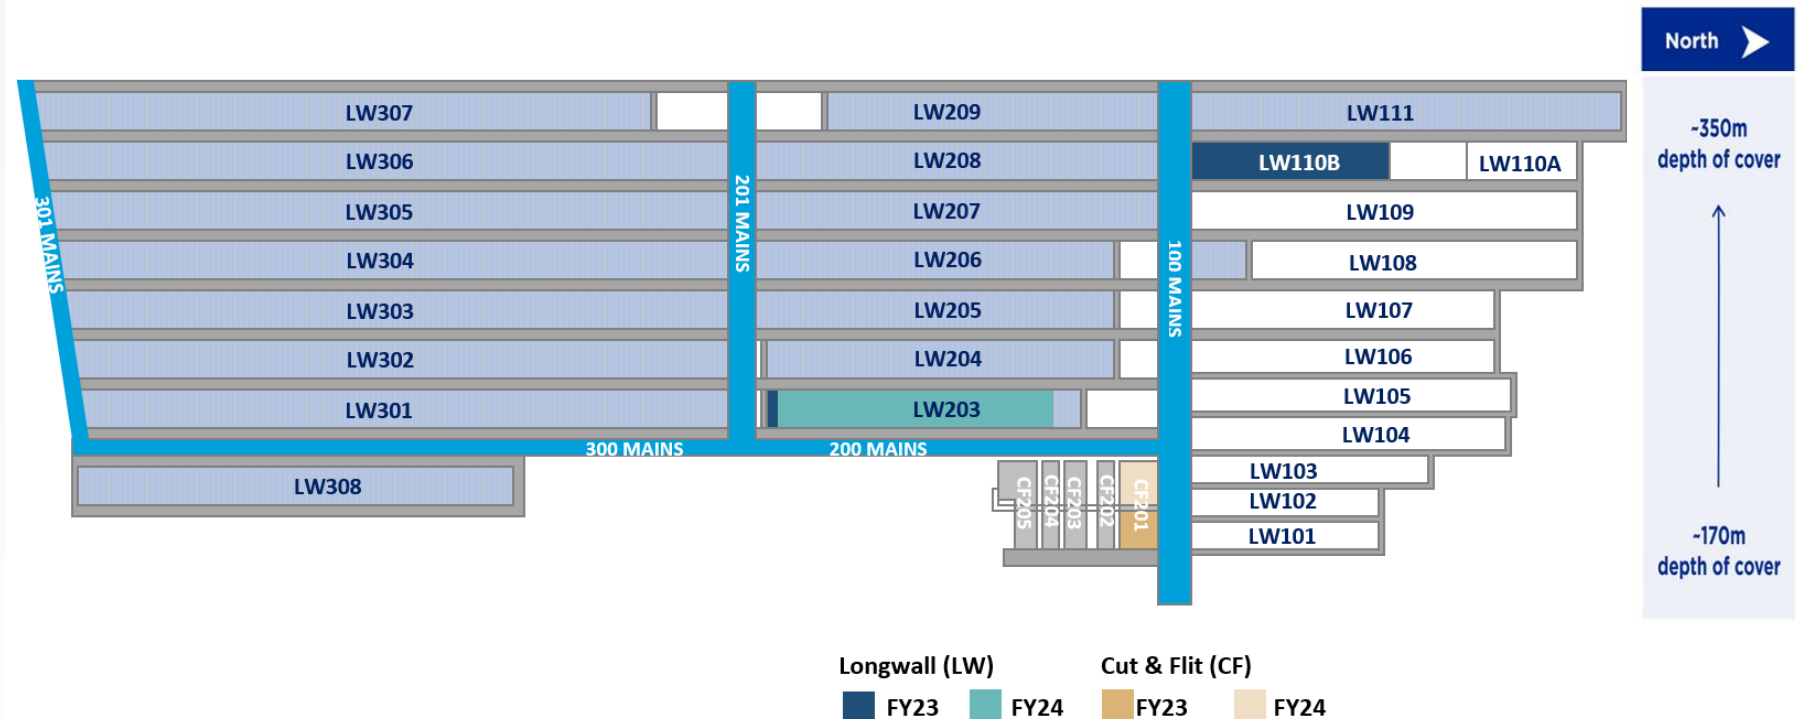 North
LW307
LW209
LW111
~350m
depth of cover
LW306
LW208
LW110B
LW110A
LW305
LW207
LW109
LW304
LW206
LW108
LW303
LW205
LW107
LW302
LW204
LW106
LW301
LW203
LW105
LW104
301 MAINS
201 MAINS
100 MAINS
300 MAINS
200 MAINS
LW308
CF205
CF204
CF203
CF202
CF201
LW103
LW102
LW101
~170m
depth of cover
Longwall (LW)
Cut & Flit (CF)
FY23
FY24
FY23
FY24